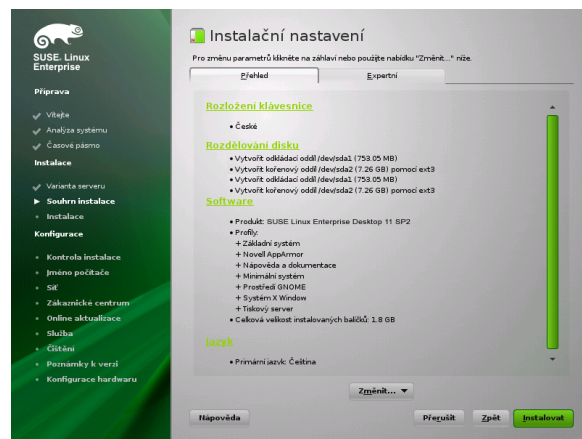 SUSE. Linux
Enterprise
Příprava
Vítejte
Analýza systému
Časové pásmo
Instalace
Varianta serveru
Souhrn instalace
Instalace
Konfigurace
Kontrola instalace
Jméno počítače
Síť
Zákaznické centrum
Online aktualizace
Služba
Čištění
Poznámky k verzi
Konfigurace hardwaru
Instalační nastavení
Pro změnu parametrů klikněte na záhlaví nebo použijte nabídku "Změnit..." níže.
Přehled
Expertní
Rozložení klávesnice
• České
Rozdělování disku
• Vytvořit odkládací oddíl /dev/sda1 (753.05 MB)
• Vytvořit kořenový oddíl /dev/sda2 (7.26 GB) pomocí ext3
• Vytvořit odkládací oddíl /dev/sda1 (753.05 MB)
• Vytvořit kořenový oddíl /dev/sda2 (7.26 GB) pomocí ext3
Software
• Produkt: SUSE Linux Enterprise Desktop 11 SP2
• Profily:
+ Základní systém
+ Novell AppArmor
+ Nápověda a dokumentace
+ Minimální systém
+ Prostředí GNOME
+ Systém X Window
+ Tiskový server
• Celková velikost instalovaných balíčků: 1.8 GB
Jazyk
• Primární jazyk: Čeština
Změnit...
Nápověda
Přerušit
Zpět
Instalovat